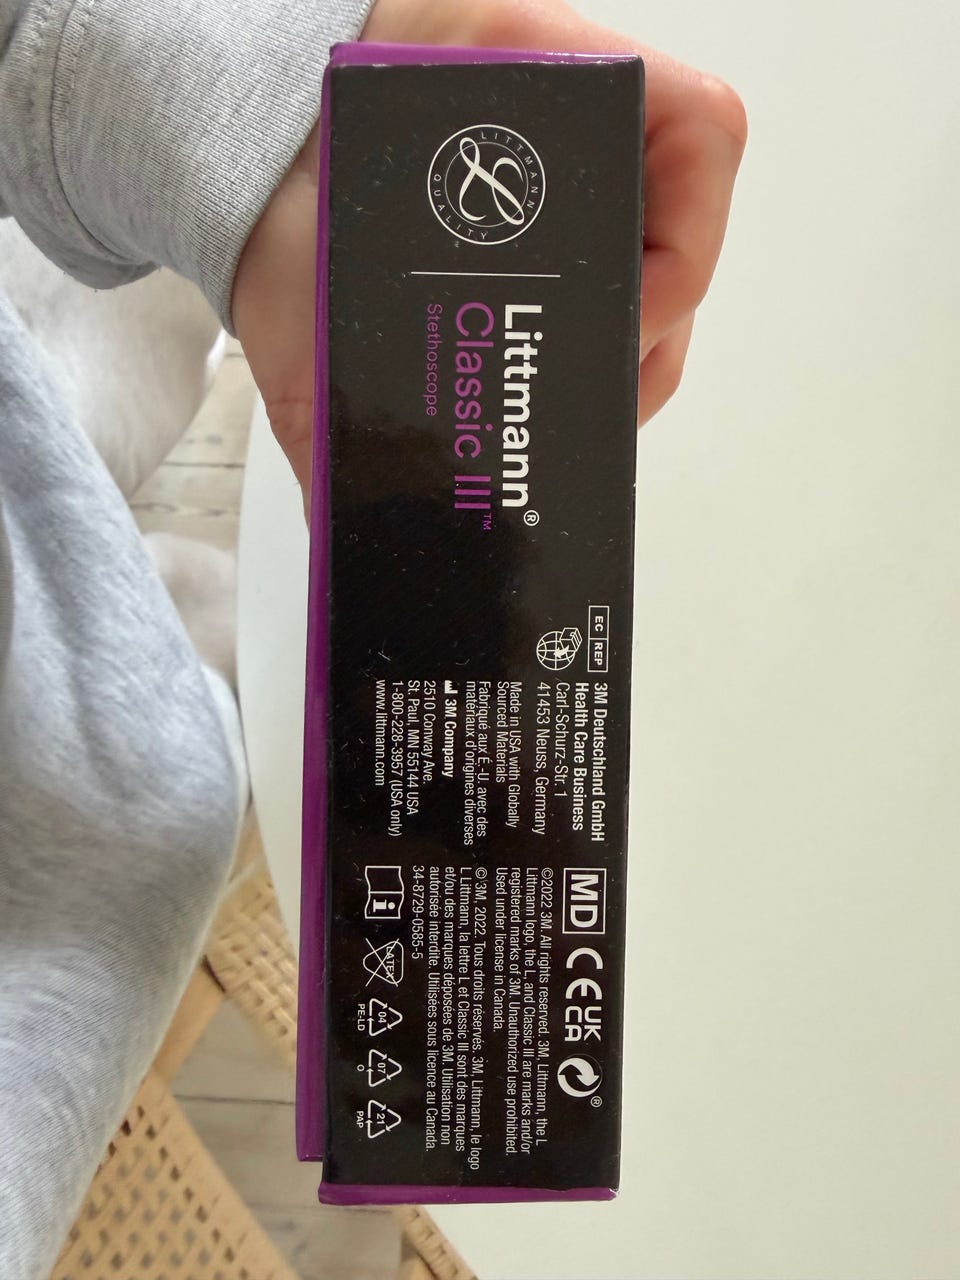 LITTMANN
QUALITY
™
Littmann®
Classic III™
Stethoscope
EC REP
3M Deutschland GmbH
Health Care Business
Carl-Schurz-Str. 1
41453 Neuss, Germany
Made in USA with Globally
Sourced Materials
Fabriqué aux É.-U. avec des
matériaux d'origines diverses
3M Company
2510 Conway Ave.
St. Paul, MN 55144 USA
1-800-228-3957 (USA only)
www.littmann.com
MD CE UK
CA ®
©2022 3M. All rights reserved. 3M, Littmann, the L
Littmann logo, the L, and Classic III are marks and/or
registered marks of 3M. Unauthorized use prohibited.
Used under license in Canada.
© 3M, 2022. Tous droits réservés. 3M, Littmann, le logo
L Littmann, la lettre L et Classic III sont des marques
et/ou des marques déposées de 3M. Utilisation non
autorisée interdite. Utilisées sous licence au Canada.
34-8729-0585-5
LATEX
04 07 21
PE-LD O PAP